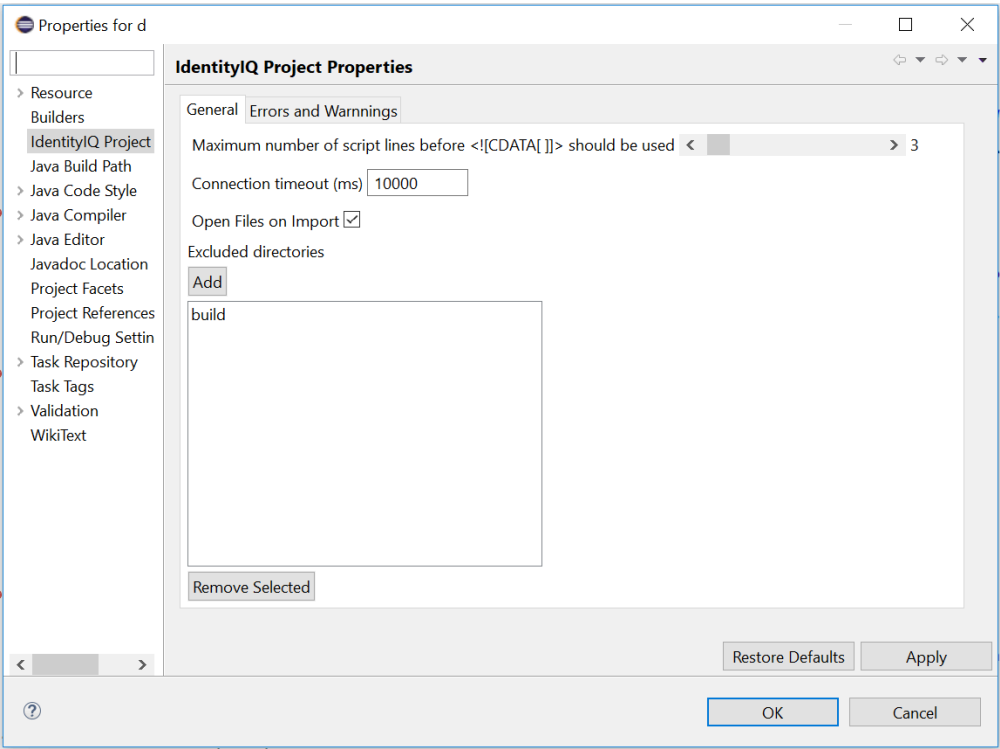 Properties for d
IdentityIQ Project Properties
Resource
Builders
IdentityIQ Project
Java Build Path
Java Code Style
Java Compiler
Java Editor
Javadoc Location
Project Facets
Project References
Run/Debug Settin
Task Repository
Task Tags
Validation
WikiText
General
Errors and Warnnings
Maximum number of script lines before <![CDATA[ ]]> should be used
3
Connection timeout (ms)
10000
Open Files on Import
Excluded directories
Add
build
Remove Selected
Restore Defaults
Apply
?
OK
Cancel